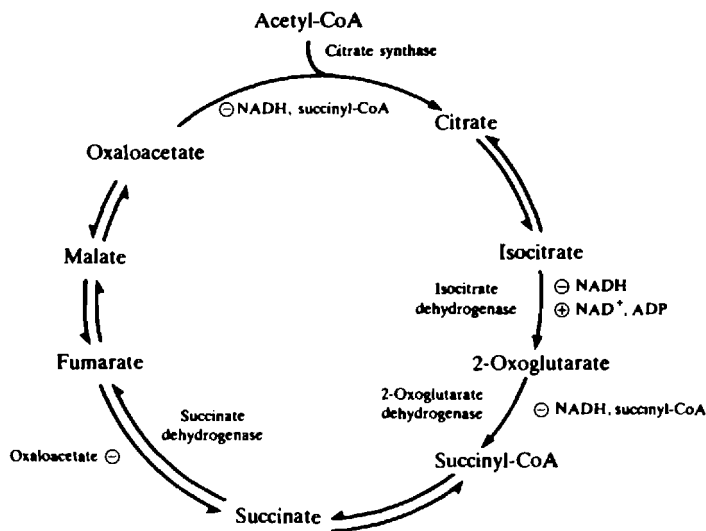 Acetyl-CoA
Citrate synthase
⊖ NADH, succinyl-CoA
Citrate
Oxaloacetate
Malate
Isocitrate
Isocitrate
dehydrogenase
⊖ NADH
⊕ NAD⁺, ADP
Fumarate
2-Oxoglutarate
2-Oxoglutarate
dehydrogenase
⊖ NADH, succinyl-CoA
Succinate
dehydrogenase
Oxaloacetate ⊖
Succinyl-CoA
Succinate